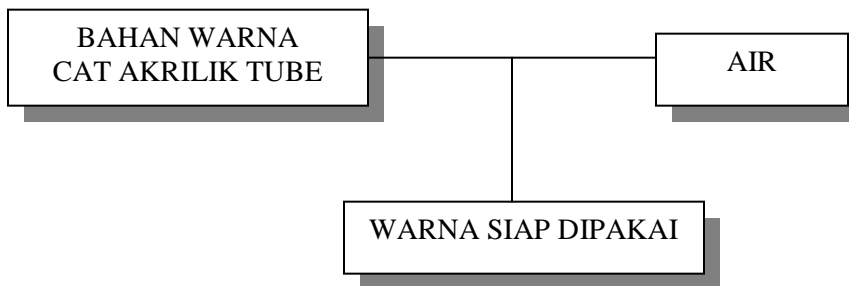 BAHAN WARNA
CAT AKRILIK TUBE
AIR
WARNA SIAP DIPAKAI